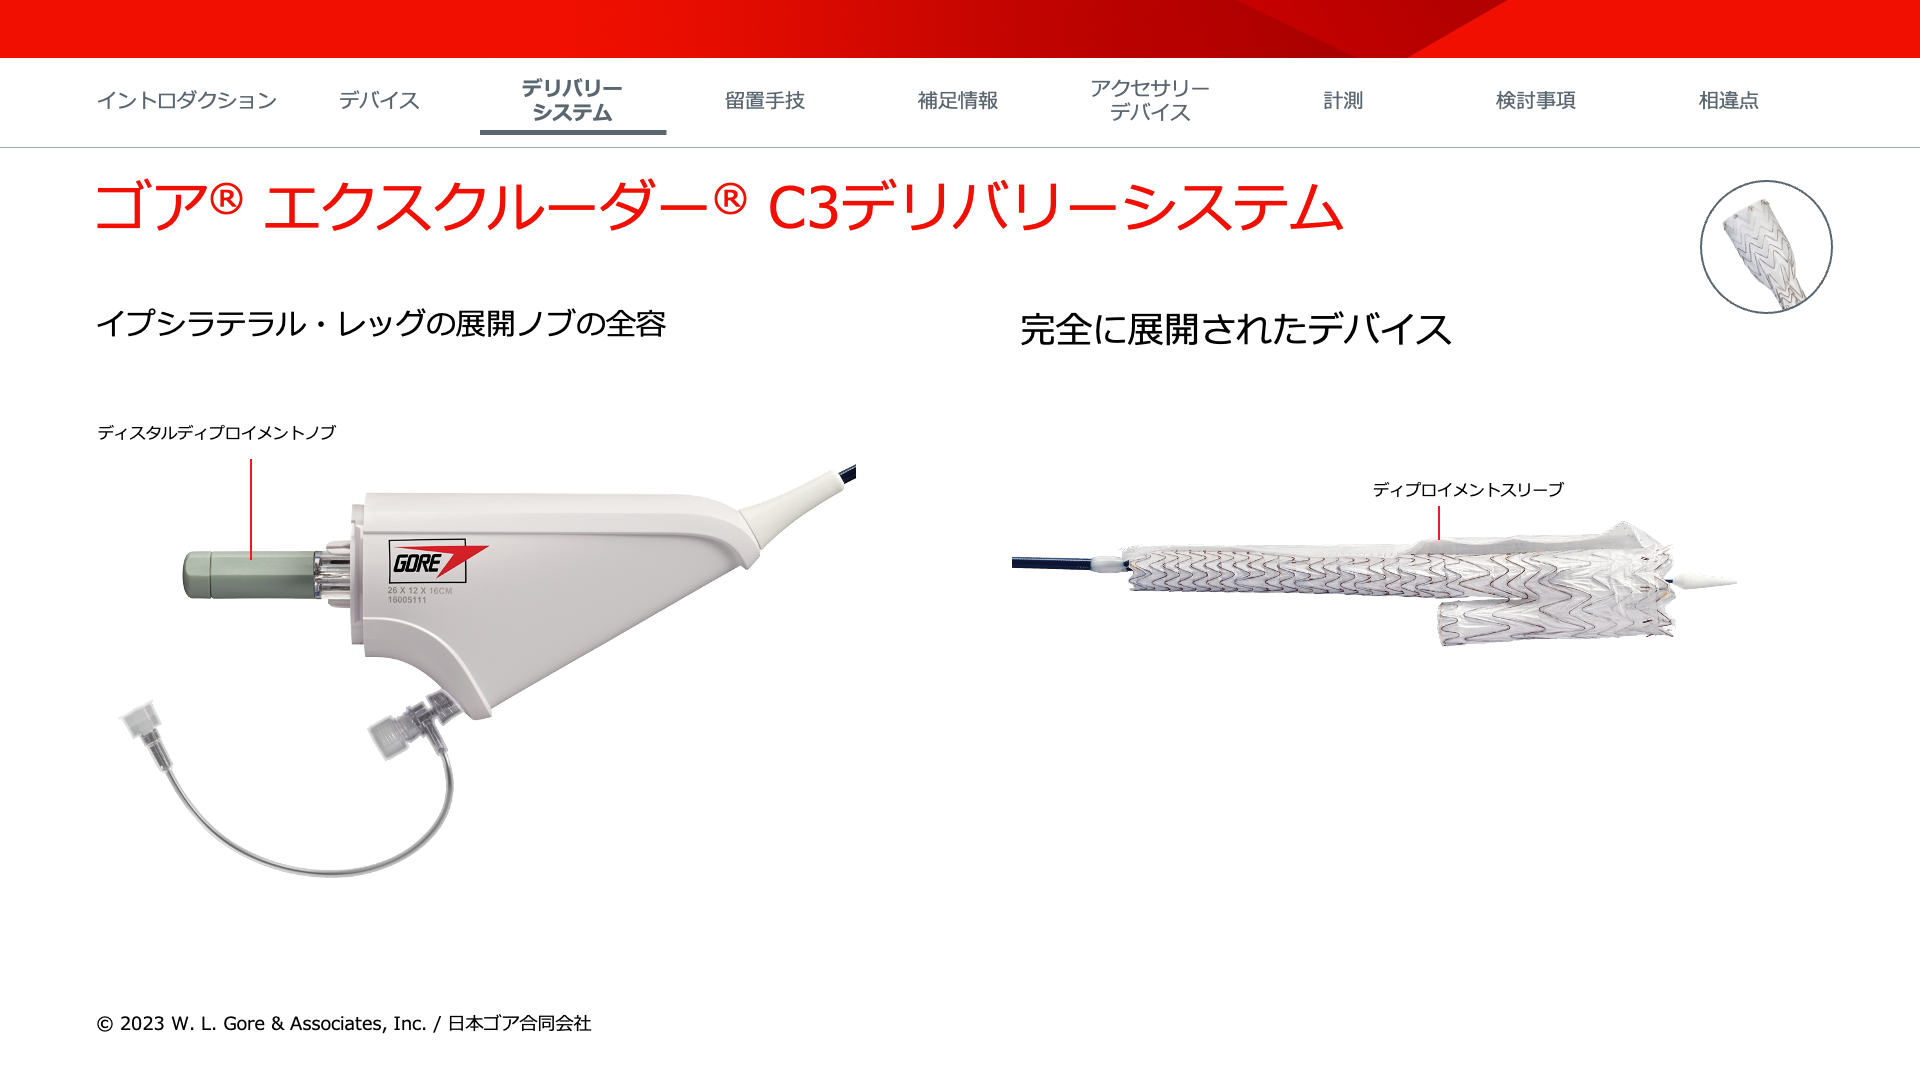 イントロダクション
デバイス
デリバリー
システム
留置手技
補足情報
アクセサリー
デバイス
計測
検討事項
相違点
ゴア® エクスクルーダー® C3デリバリーシステム
イプシラテラル・レッグの展開ノブの全容
完全に展開されたデバイス
ディスタルディプロイメントノブ
ディプロイメントスリーブ
GORE
26 X 12 X 16CM
16005111
© 2023 W. L. Gore & Associates, Inc. / 日本ゴア合同会社